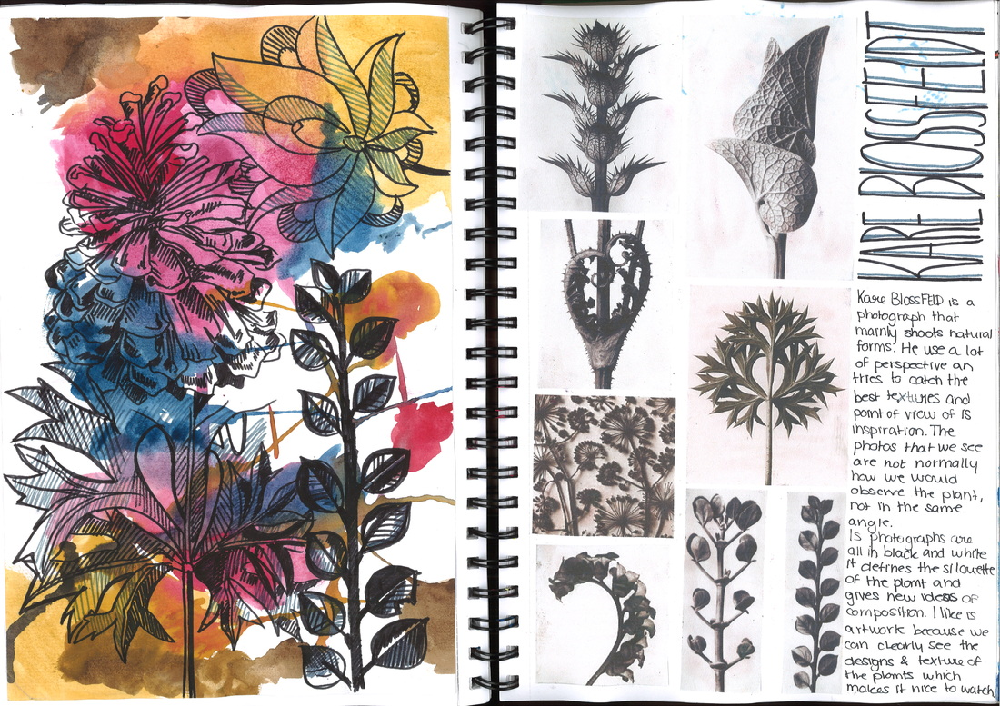 KARE BLOSSFELDT
Kare BlossFElD is a
photograph that
mainly shoots natural
forms. He use a lot
of perspective an
tries to catch the
best textures and
point of view of is
inspiration. The
photos that we see
are not normally
how we would
observe the plant,
not in the same
angle.
Is photographs are
all in black and white
it defines the silouette
of the plant and
gives new ideas of
composition. I like is
artwork because we
can clearly see the
designs & texture of
the plants which
makes it nice to watch